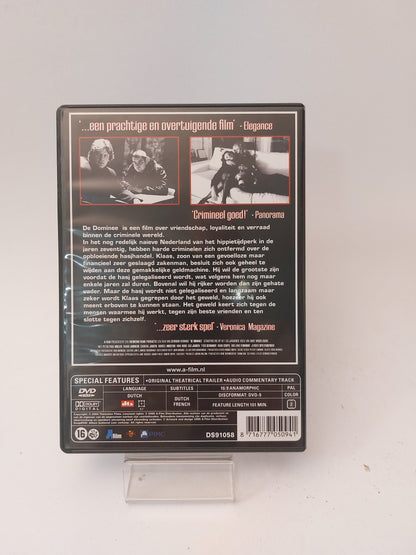 '...een prachtige en overtuigende film' - Elegance
'Crimineel goed!' - Panorama
De Dominee is een film over vriendschap, loyaliteit en verraad
binnen de criminele wereld.
In het nog redelijk naïeve Nederland van het hippietijdperk in de
jaren zeventig, hebben harde criminelen zich ontfermd over de
opbloeiende hasjhandel. Klaas, zoon van een gevoelloze maar
financieel zeer geslaagd zakenman, besluit zich ook geheel te
wijden aan deze gemakkelijke geldmachine. Hij wil de grootste zijn
voordat de hasj gelegaliseerd wordt, wat volgens hem nog maar
enkele jaren zal duren. Bovenal wil hij rijker worden dan zijn gehate
vader. Maar de hasj wordt niet gelegaliseerd en langzaam maar
zeker wordt Klaas gegrepen door het geweld, hoezeer hij ook
meent erboven te kunnen staan. Het geweld keert zich tegen de
mensen waarmee hij werkt, tegen zijn beste vrienden en ten
slotte tegen zichzelf.
'...zeer sterk spel' - Veronica Magazine
www.a-film.nl
SPECIAL FEATURES
•ORIGINAL THEATRICAL TRAILER •AUDIO COMMENTARY TRACK
DVD
VIDEO
LANGUAGE
SUBTITLES
16:9 ANAMORPHIC
PAL
DUTCH
DUTCH
FRENCH
DISCFORMAT: DVD-9
COLOR
DOLBY
DIGITAL
dts
FEATURE LENGTH 101 MIN.
2
16
DS91058
8 716777 050941